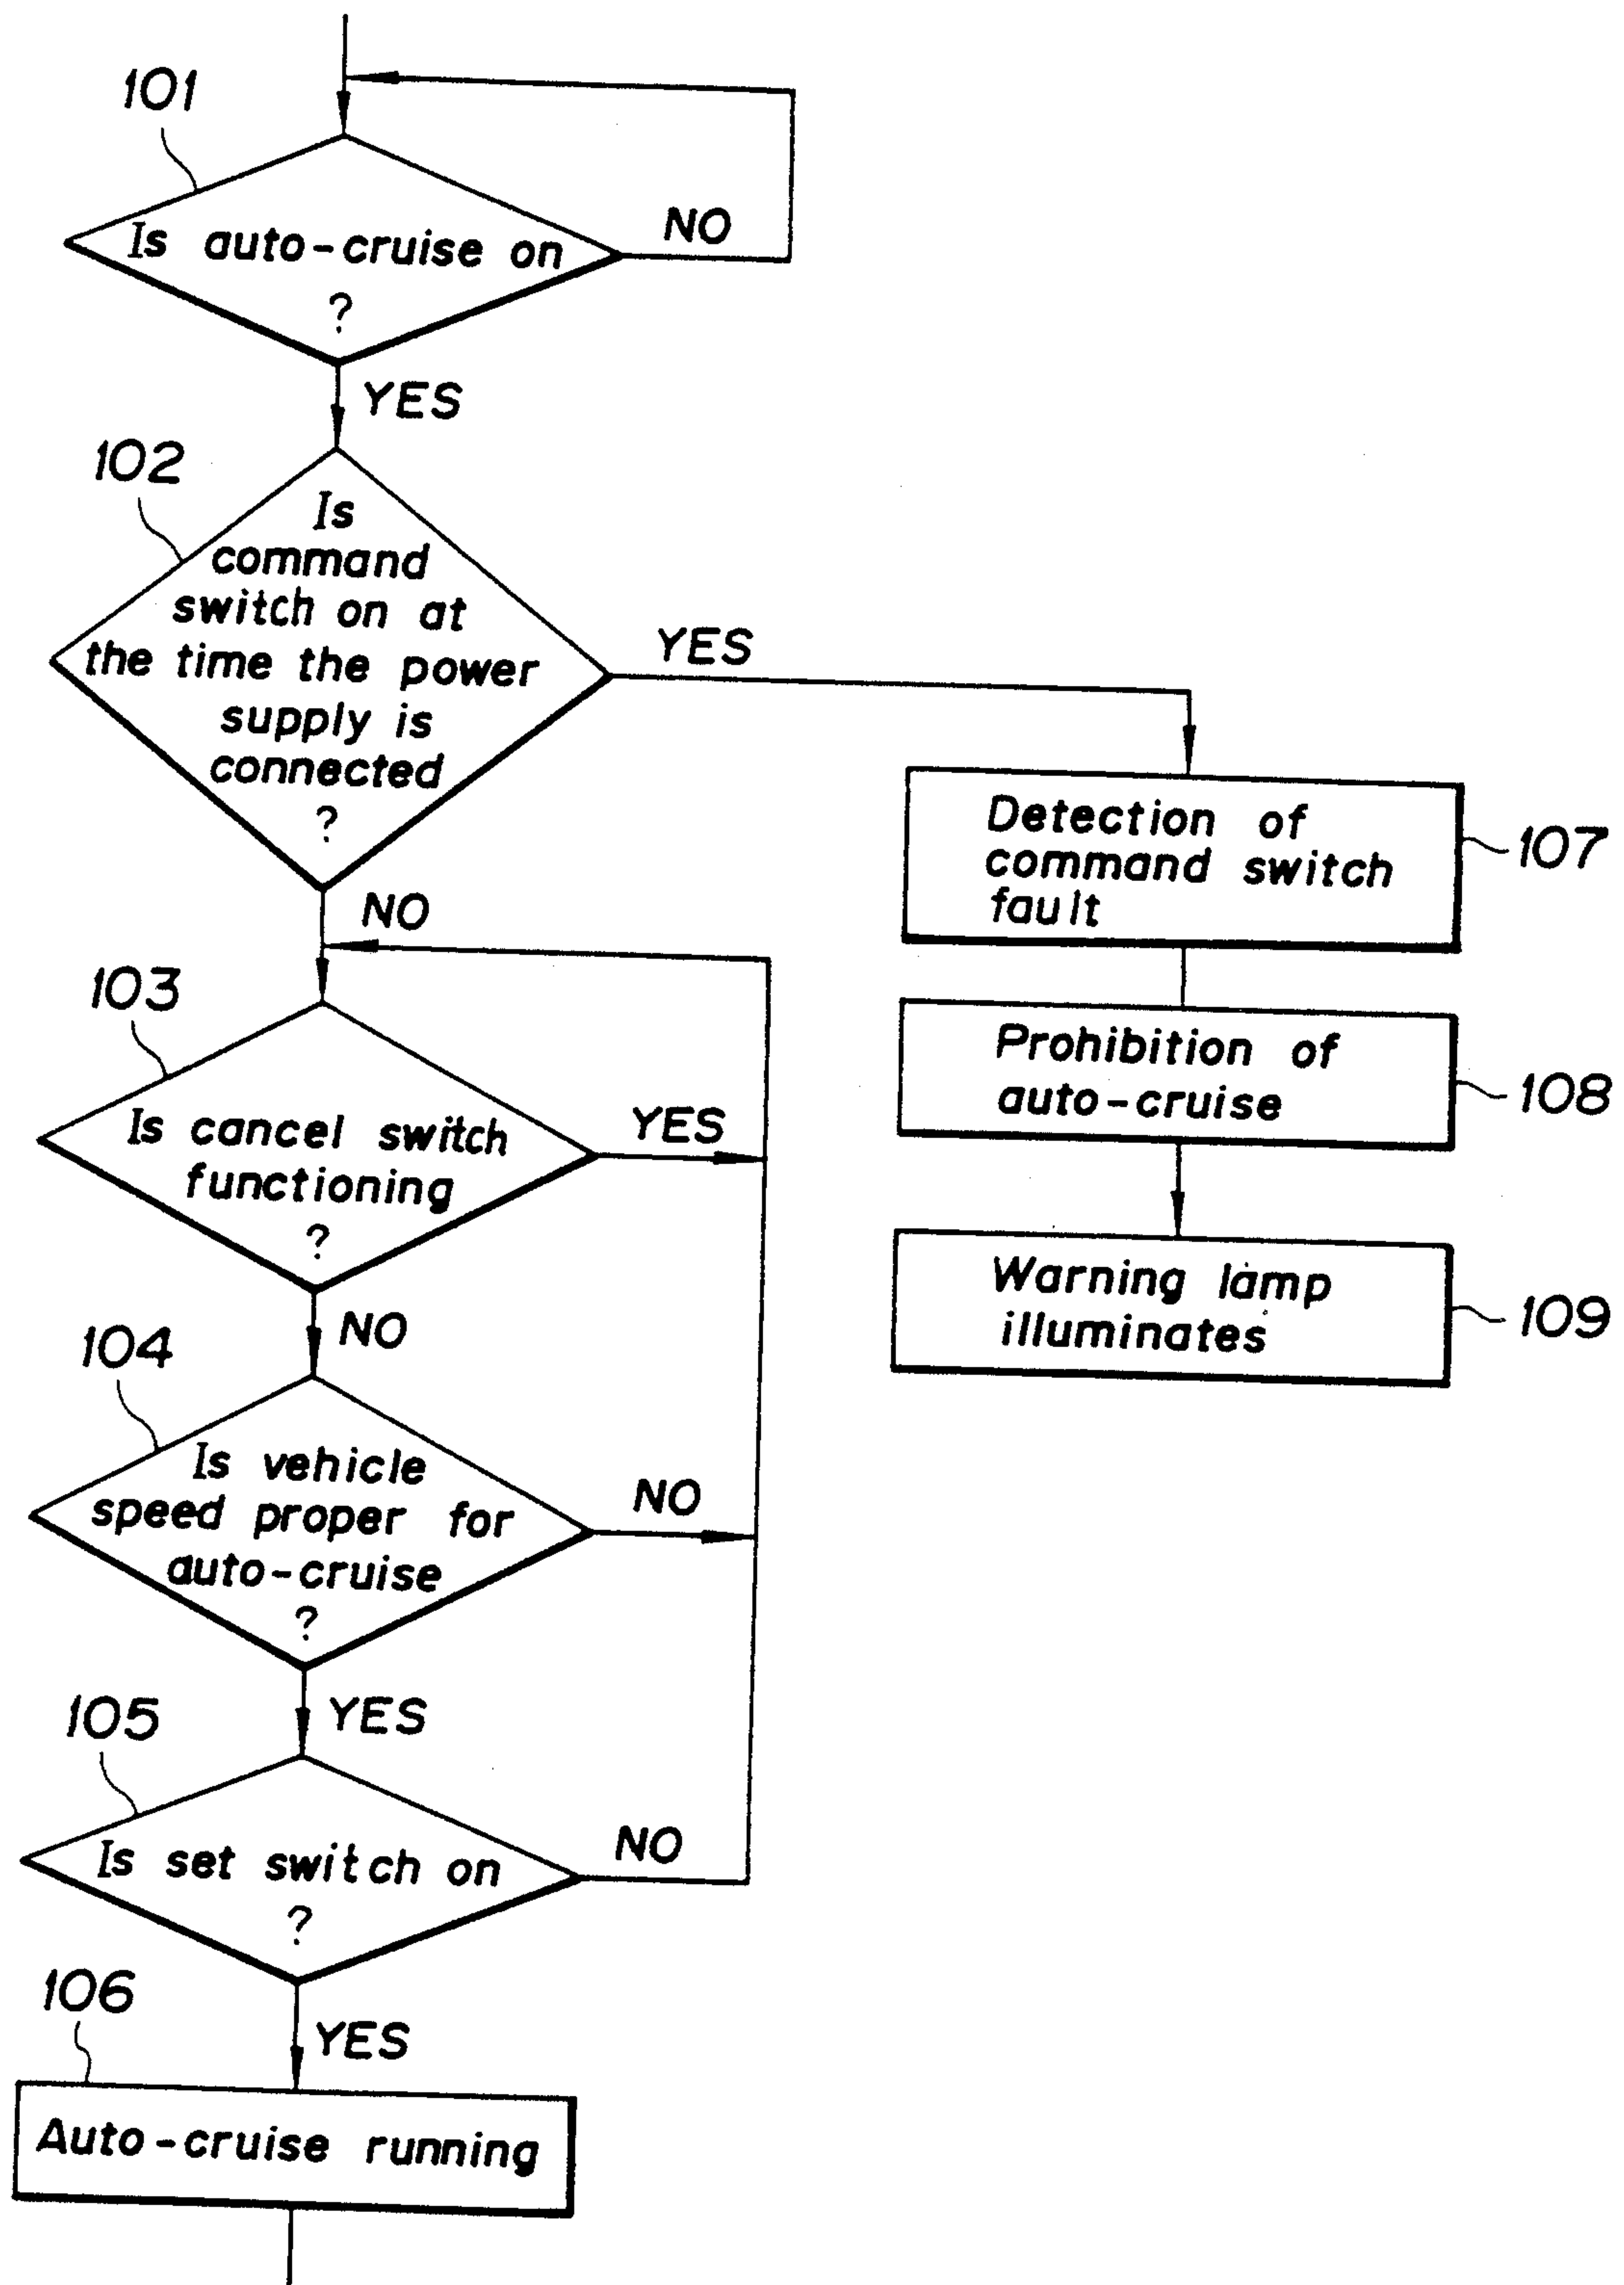 101
Is auto-cruise on
?
NO
YES
102
Is
command
switch on at
the time the power
supply is
connected
?
YES
NO
Detection of
command switch
fault
107
Prohibition of
auto-cruise
108
Warning lamp
illuminates
109
103
Is cancel switch
functioning
?
YES
NO
104
Is vehicle
speed proper for
auto-cruise
?
NO
YES
105
Is set switch on
?
NO
YES
106
Auto-cruise running